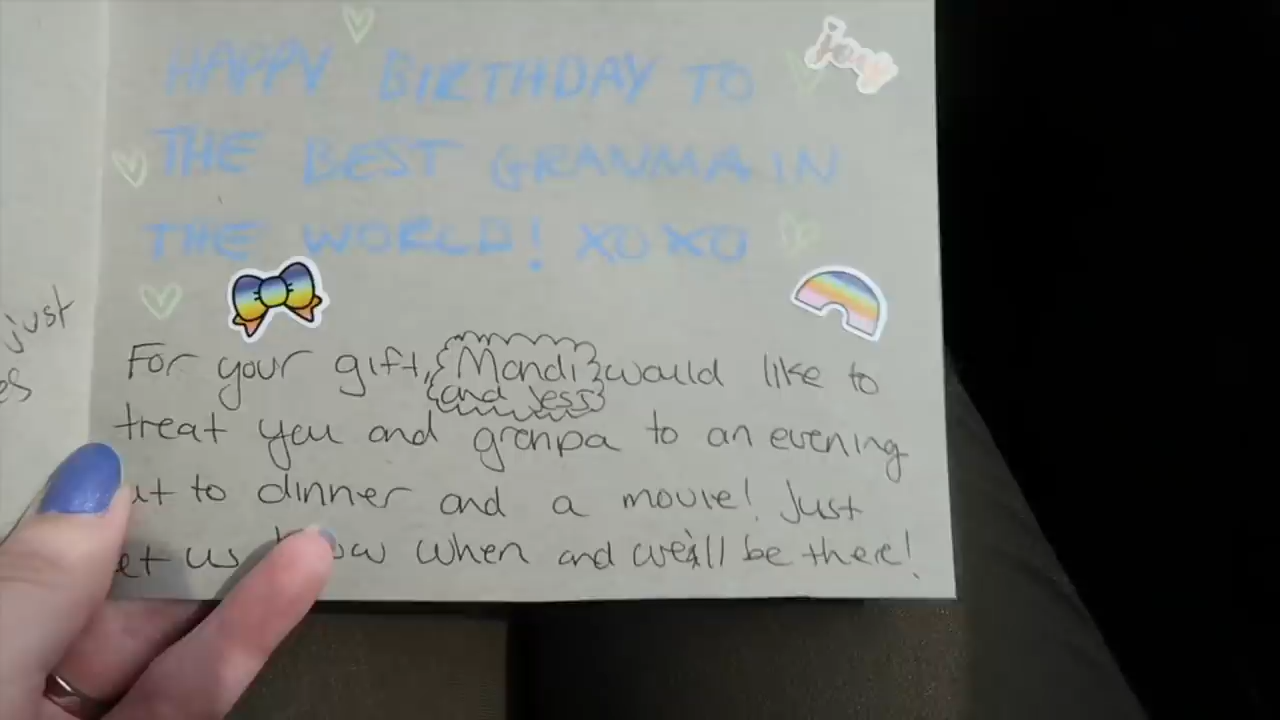 joy
HAPPY BIRTHDAY TO
THE BEST GRANMA IN
THE WORLD! XOXO
just
For your gift, Mandi would like to
and Jess
treat you and grenpa to an evening
to dinner and a movie! Just
us when and we'll be there!